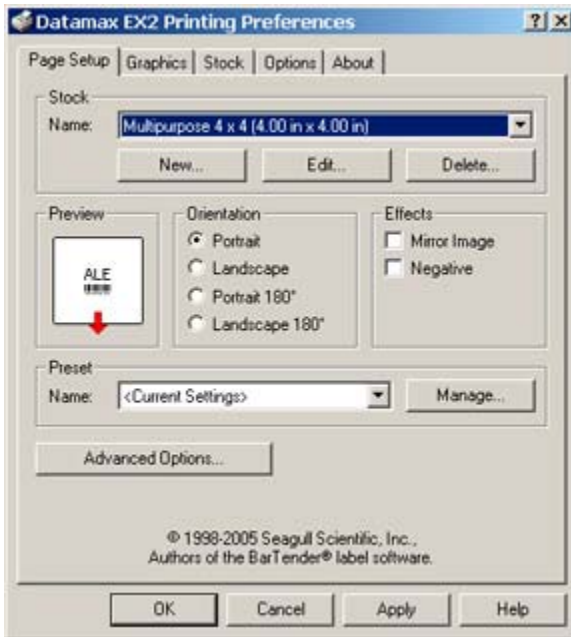 Datamax EX2 Printing Preferences
Page Setup Graphics Stock Options About
Stock
Name: Multipurpose 4 x 4 (4.00 in x 4.00 in)
New... Edit... Delete...
Preview Orientation Effects
ALE
Portrait Mirror Image
Landscape Negative
Portrait 180°
Landscape 180°
Preset
Name: <Current Settings> Manage...
Advanced Options...
© 1998-2005 Seagull Scientific, Inc.,
Authors of the BarTender® label software.
OK Cancel Apply Help